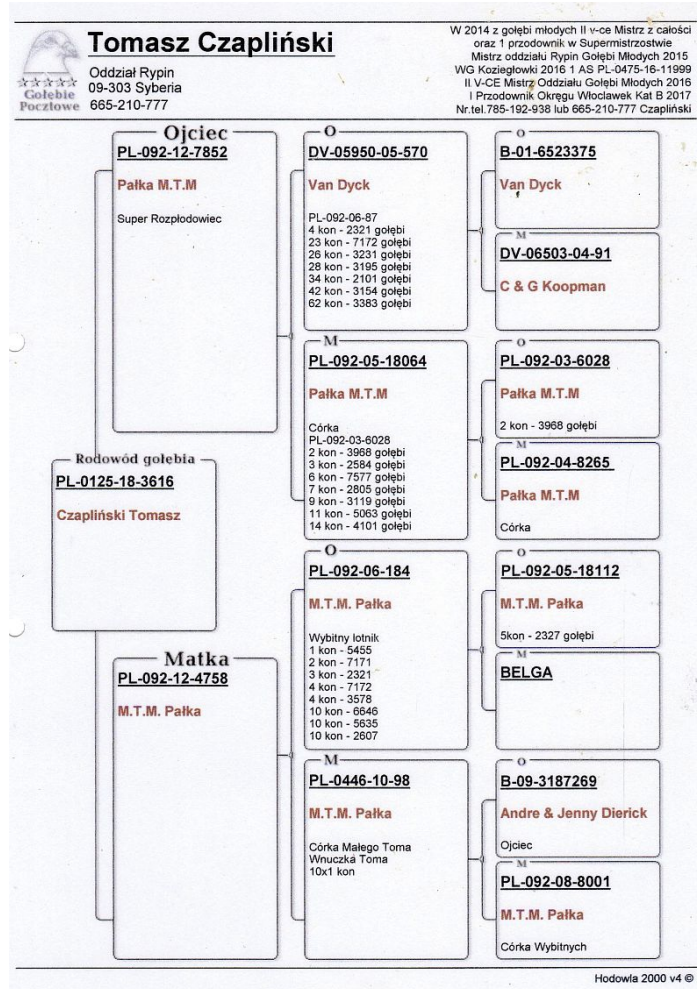 Gołębie
Pocztowe
Tomasz Czapliński
Oddział Rypin
09-303 Syberia
665-210-777
W 2014 z gołębi młodych II v-ce Mistrz z całości
oraz 1 przodownik w Supermistrzostwie
Mistrz oddziału Rypin Gołębi Młodych 2015
WG Koziegłowki 2016 1 AS PL-0475-16-11999
II V-CE Mistrz Oddziału Gołębi Młodych 2016
I Przodownik Okręgu Włocławek Kat B 2017
Nr.tel.785-192-938 lub 665-210-777 Czapliński
Rodowód gołębia
PL-0125-18-3616
Czapliński Tomasz
Ojciec
PL-092-12-7852
Pałka M.T.M
Super Rozpłodowiec
Matka
PL-092-12-4758
M.T.M. Pałka
O
DV-05950-05-570
Van Dyck
PL-092-06-87
4 kon - 2321 gołębi
23 kon - 7172 gołębi
26 kon - 3231 gołębi
28 kon - 3195 gołębi
34 kon - 2101 gołębi
42 kon - 3154 gołębi
62 kon - 3383 gołębi
M
PL-092-05-18064
Pałka M.T.M
Córka
PL-092-03-6028
2 kon - 3968 gołębi
3 kon - 2584 gołębi
6 kon - 7577 gołębi
7 kon - 2805 gołębi
9 kon - 3119 gołębi
11 kon - 5063 gołębi
14 kon - 4101 gołębi
O
PL-092-06-184
M.T.M. Pałka
Wybitny lotnik
1 kon - 5455
2 kon - 7171
3 kon - 2321
4 kon - 7172
4 kon - 3578
10 kon - 6646
10 kon - 5635
10 kon - 2607
M
PL-0446-10-98
M.T.M. Pałka
Córka Małego Toma
Wnuczka Toma
10x1 kon
O
B-01-6523375
Van Dyck
M
DV-06503-04-91
C & G Koopman
O
PL-092-03-6028
Pałka M.T.M
2 kon - 3968 gołębi
M
PL-092-04-8265
Pałka M.T.M
Córka
O
PL-092-05-18112
M.T.M. Pałka
5kon - 2327 gołębi
M
BELGA
O
B-09-3187269
Andre & Jenny Dierick
Ojciec
M
PL-092-08-8001
M.T.M. Pałka
Córka Wybitnych
Hodowla 2000 v4 ©